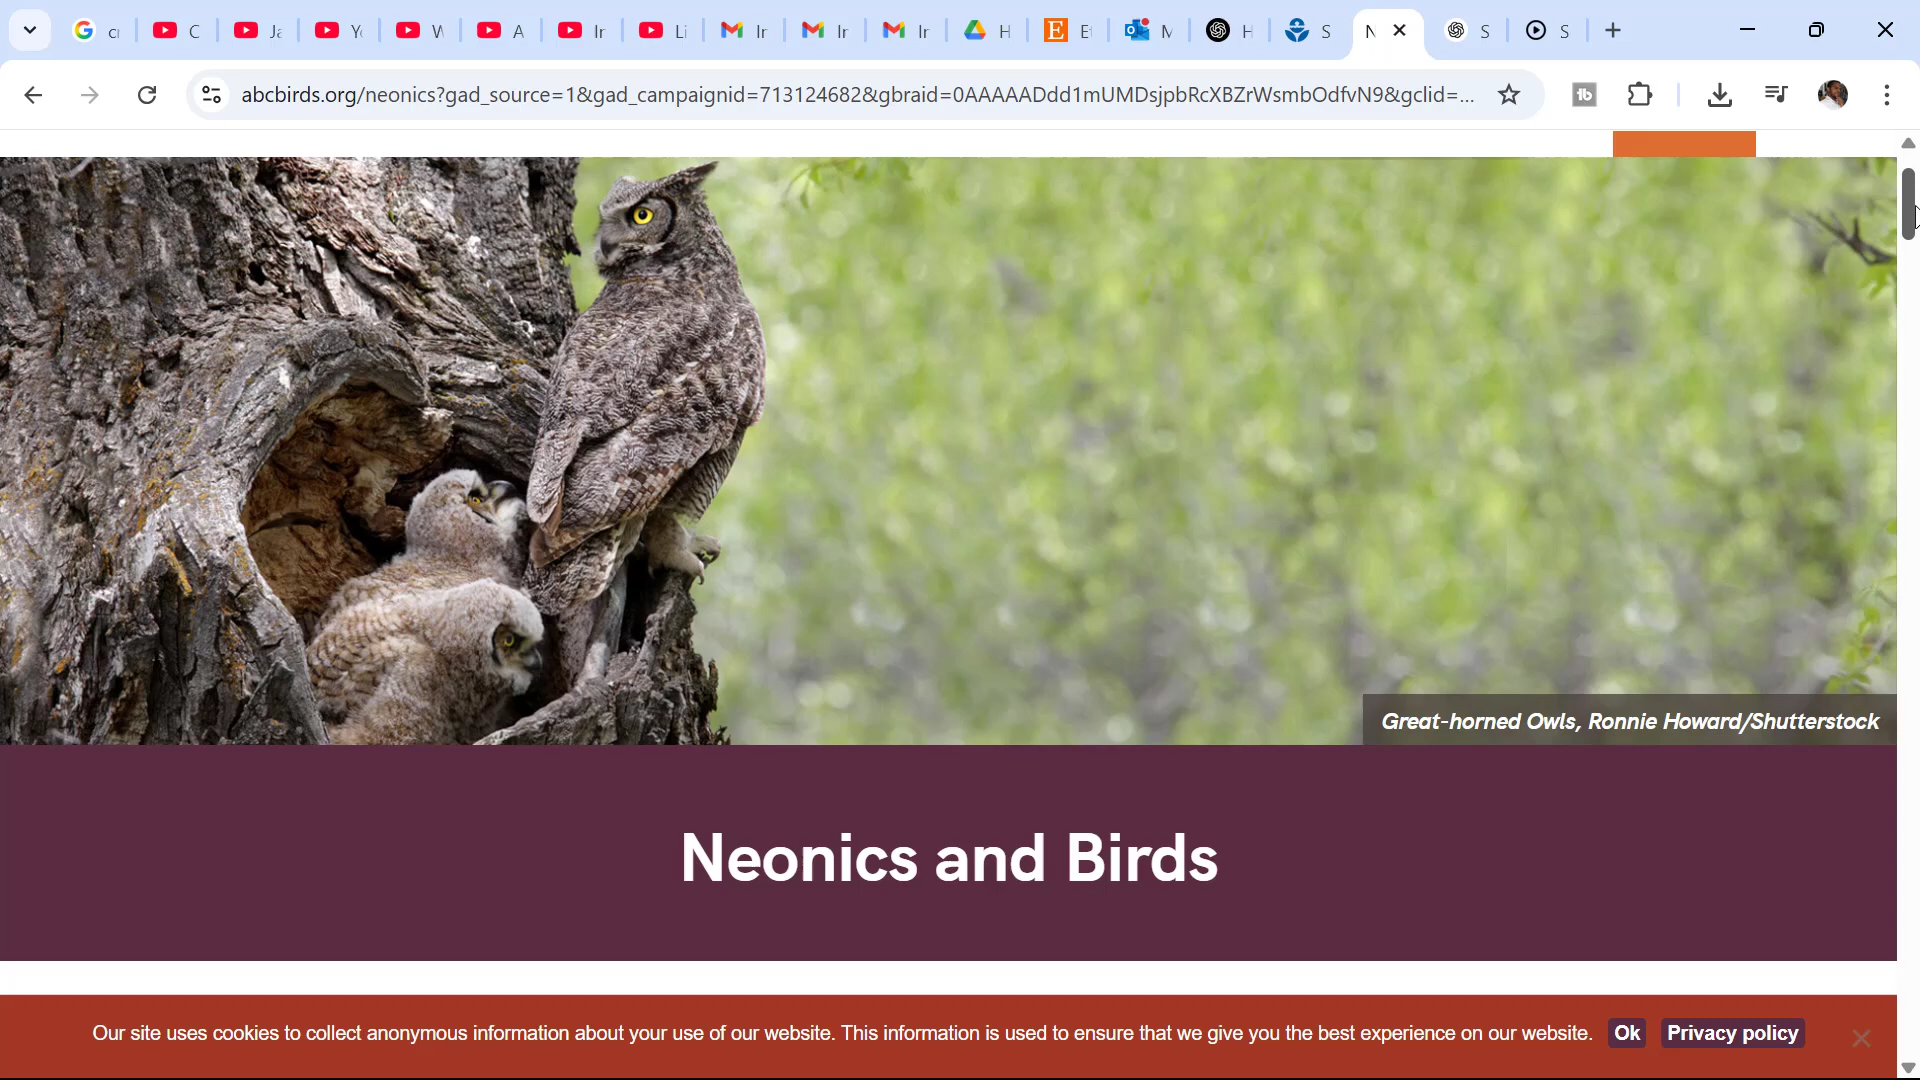 abcbirds.org/neonics?gad_source=1&gad_campaignid=713124682&gbraid=0AAAAADdd1mUMDsjpbRcXBZrWsmbOdfvN9&gclid=...
Great-horned Owls, Ronnie Howard/Shutterstock
Neonics and Birds
Our site uses cookies to collect anonymous information about your use of our website. This information is used to ensure that we give you the best experience on our website. Ok Privacy policy